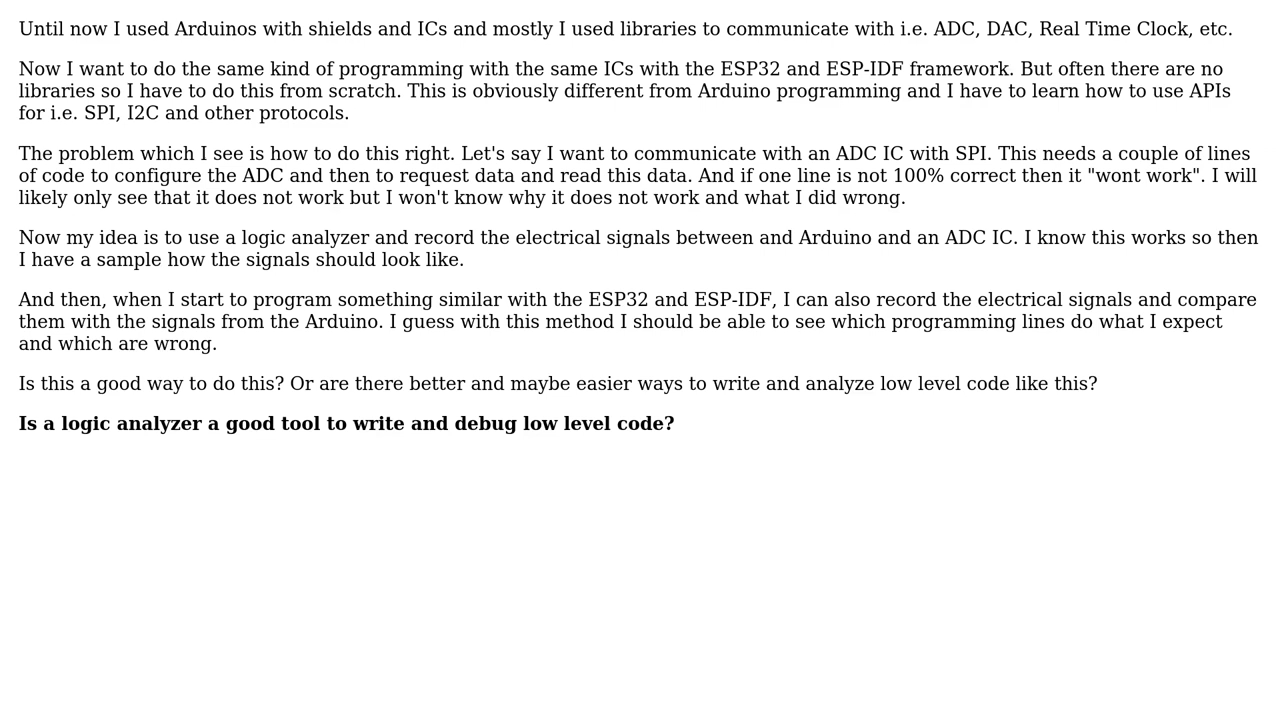 Until now I used Arduinos with shields and ICs and mostly I used libraries to communicate with i.e. ADC, DAC, Real Time Clock, etc.
Now I want to do the same kind of programming with the same ICs with the ESP32 and ESP-IDF framework. But often there are no
libraries so I have to do this from scratch. This is obviously different from Arduino programming and I have to learn how to use APIs
for i.e. SPI, I2C and other protocols.
The problem which I see is how to do this right. Let's say I want to communicate with an ADC IC with SPI. This needs a couple of lines
of code to configure the ADC and then to request data and read this data. And if one line is not 100% correct then it "wont work". I will
likely only see that it does not work but I won't know why it does not work and what I did wrong.
Now my idea is to use a logic analyzer and record the electrical signals between and Arduino and an ADC IC. I know this works so then
I have a sample how the signals should look like.
And then, when I start to program something similar with the ESP32 and ESP-IDF, I can also record the electrical signals and compare
them with the signals from the Arduino. I guess with this method I should be able to see which programming lines do what I expect
and which are wrong.
Is this a good way to do this? Or are there better and maybe easier ways to write and analyze low level code like this?
Is a logic analyzer a good tool to write and debug low level code?